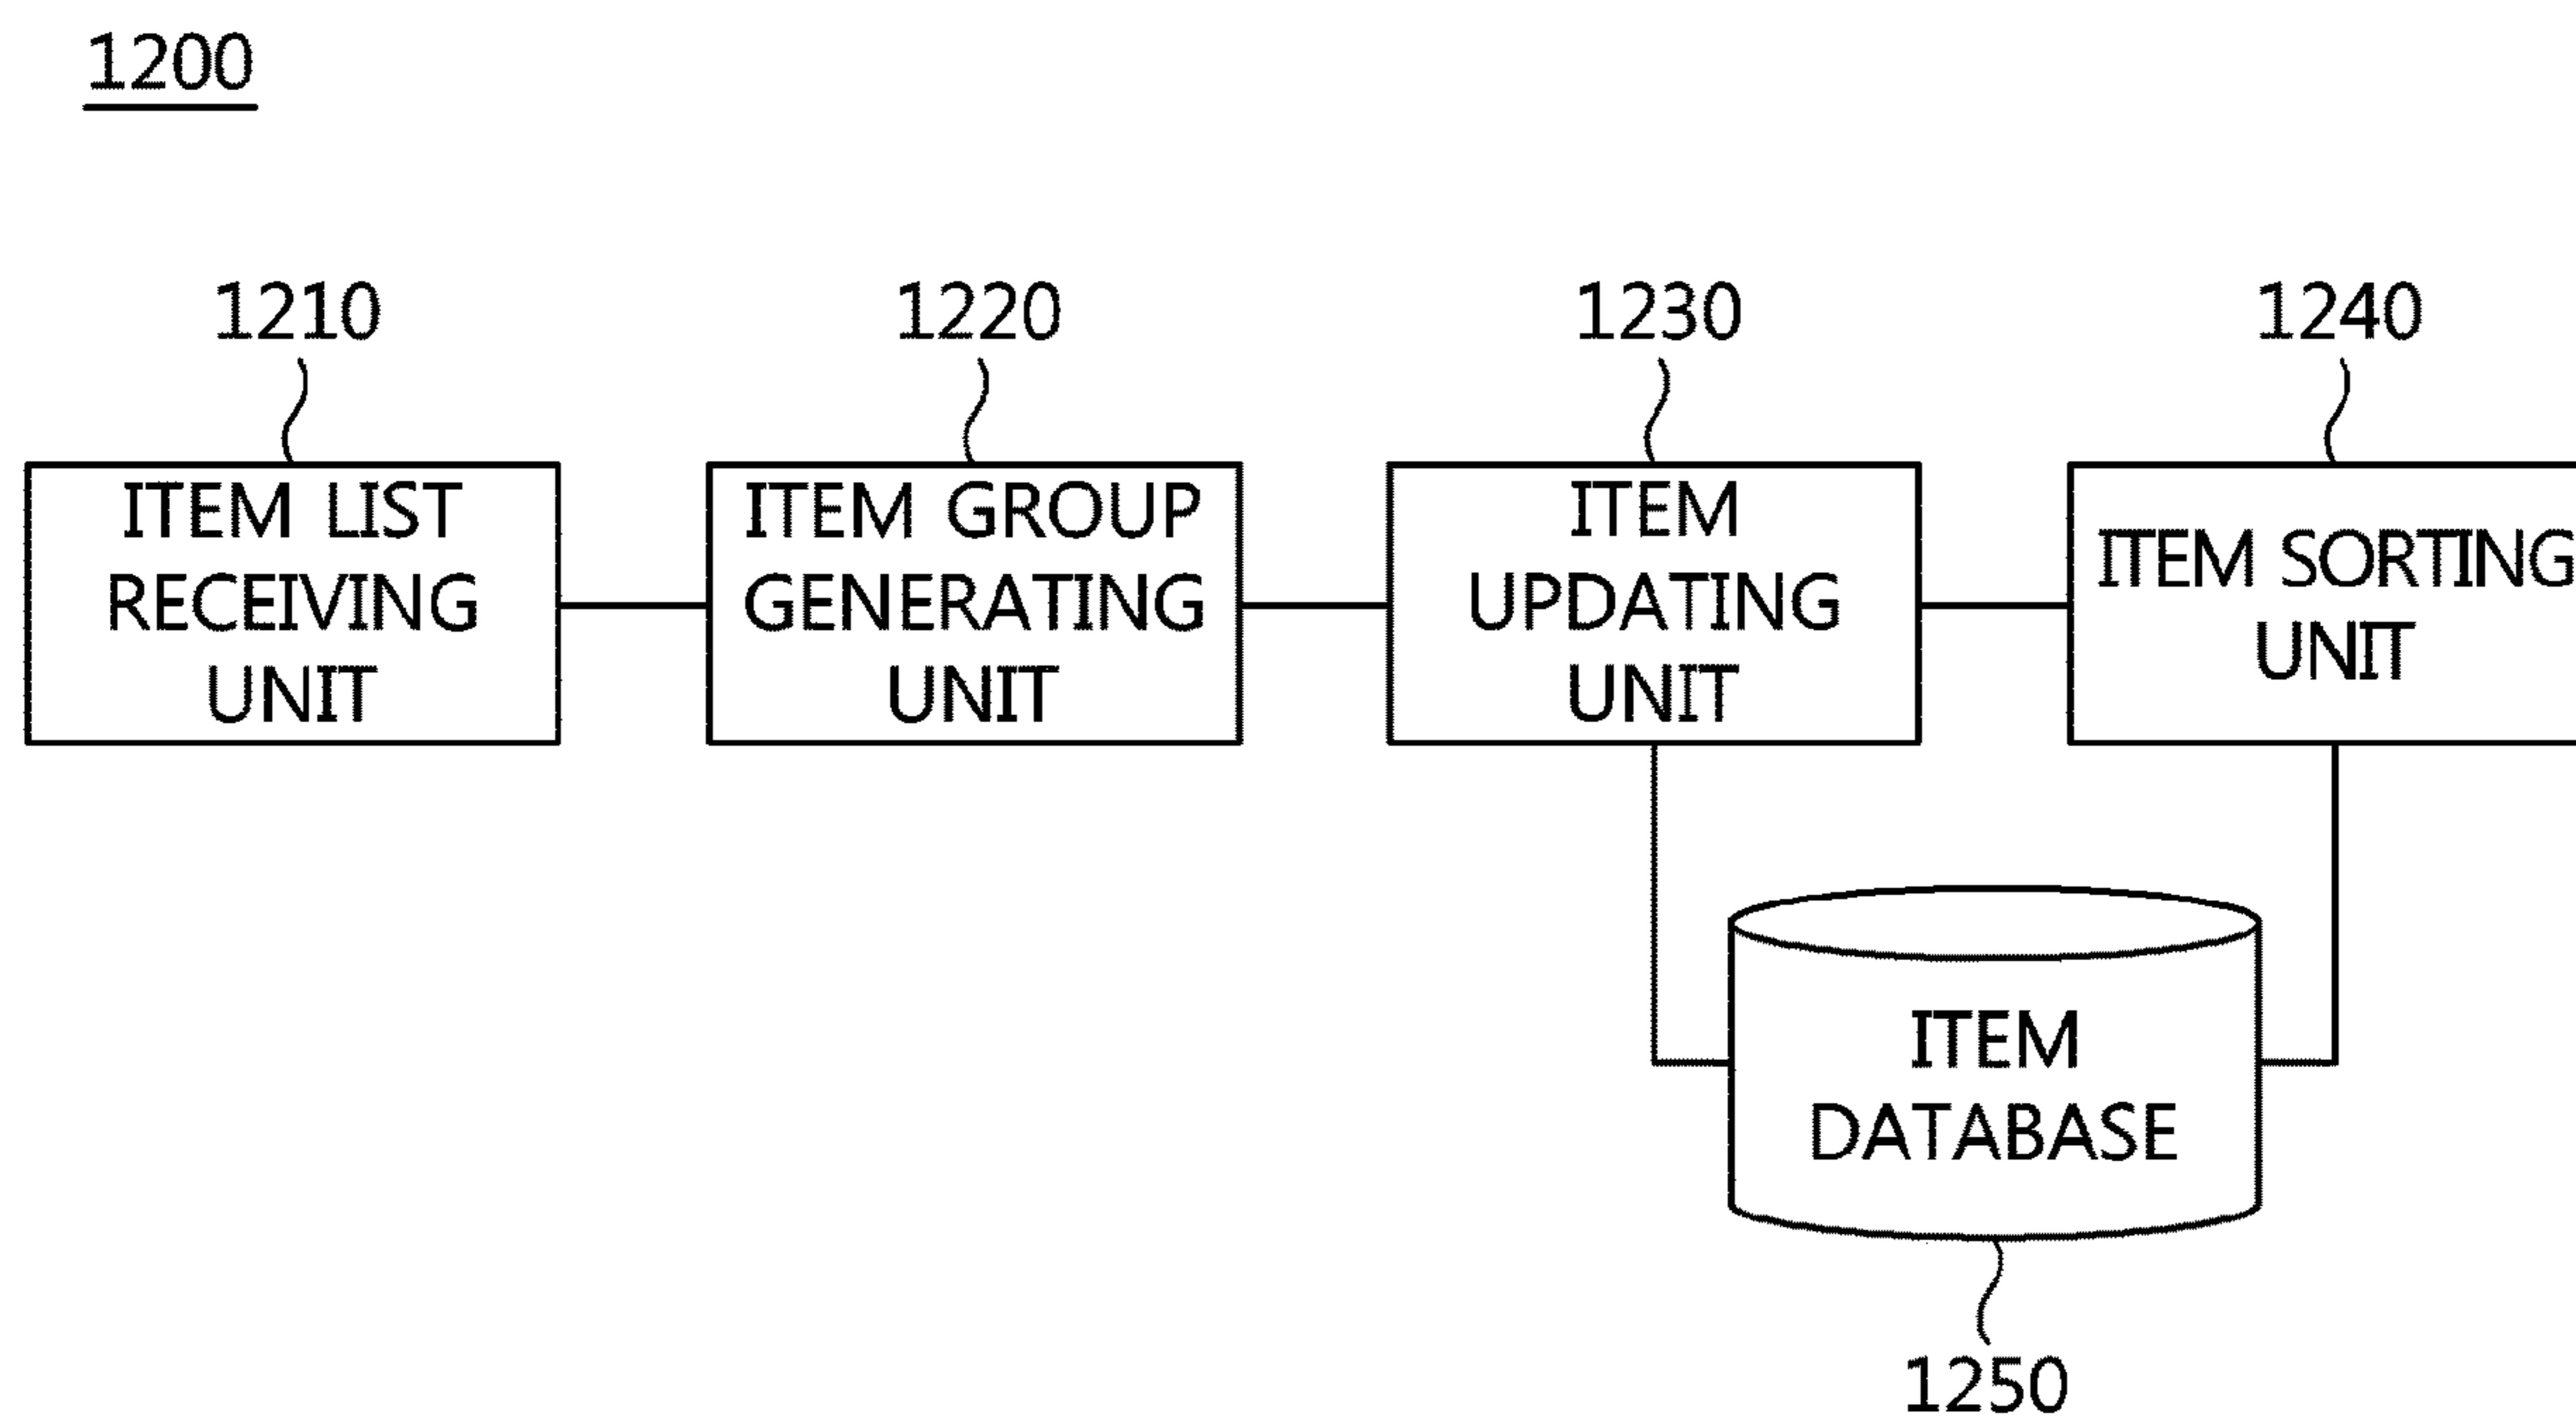 1200
1210
1220
1230
1240
ITEM LIST
RECEIVING
UNIT
ITEM GROUP
GENERATING
UNIT
ITEM
UPDATING
UNIT
ITEM SORTING
UNIT
ITEM
DATABASE
1250